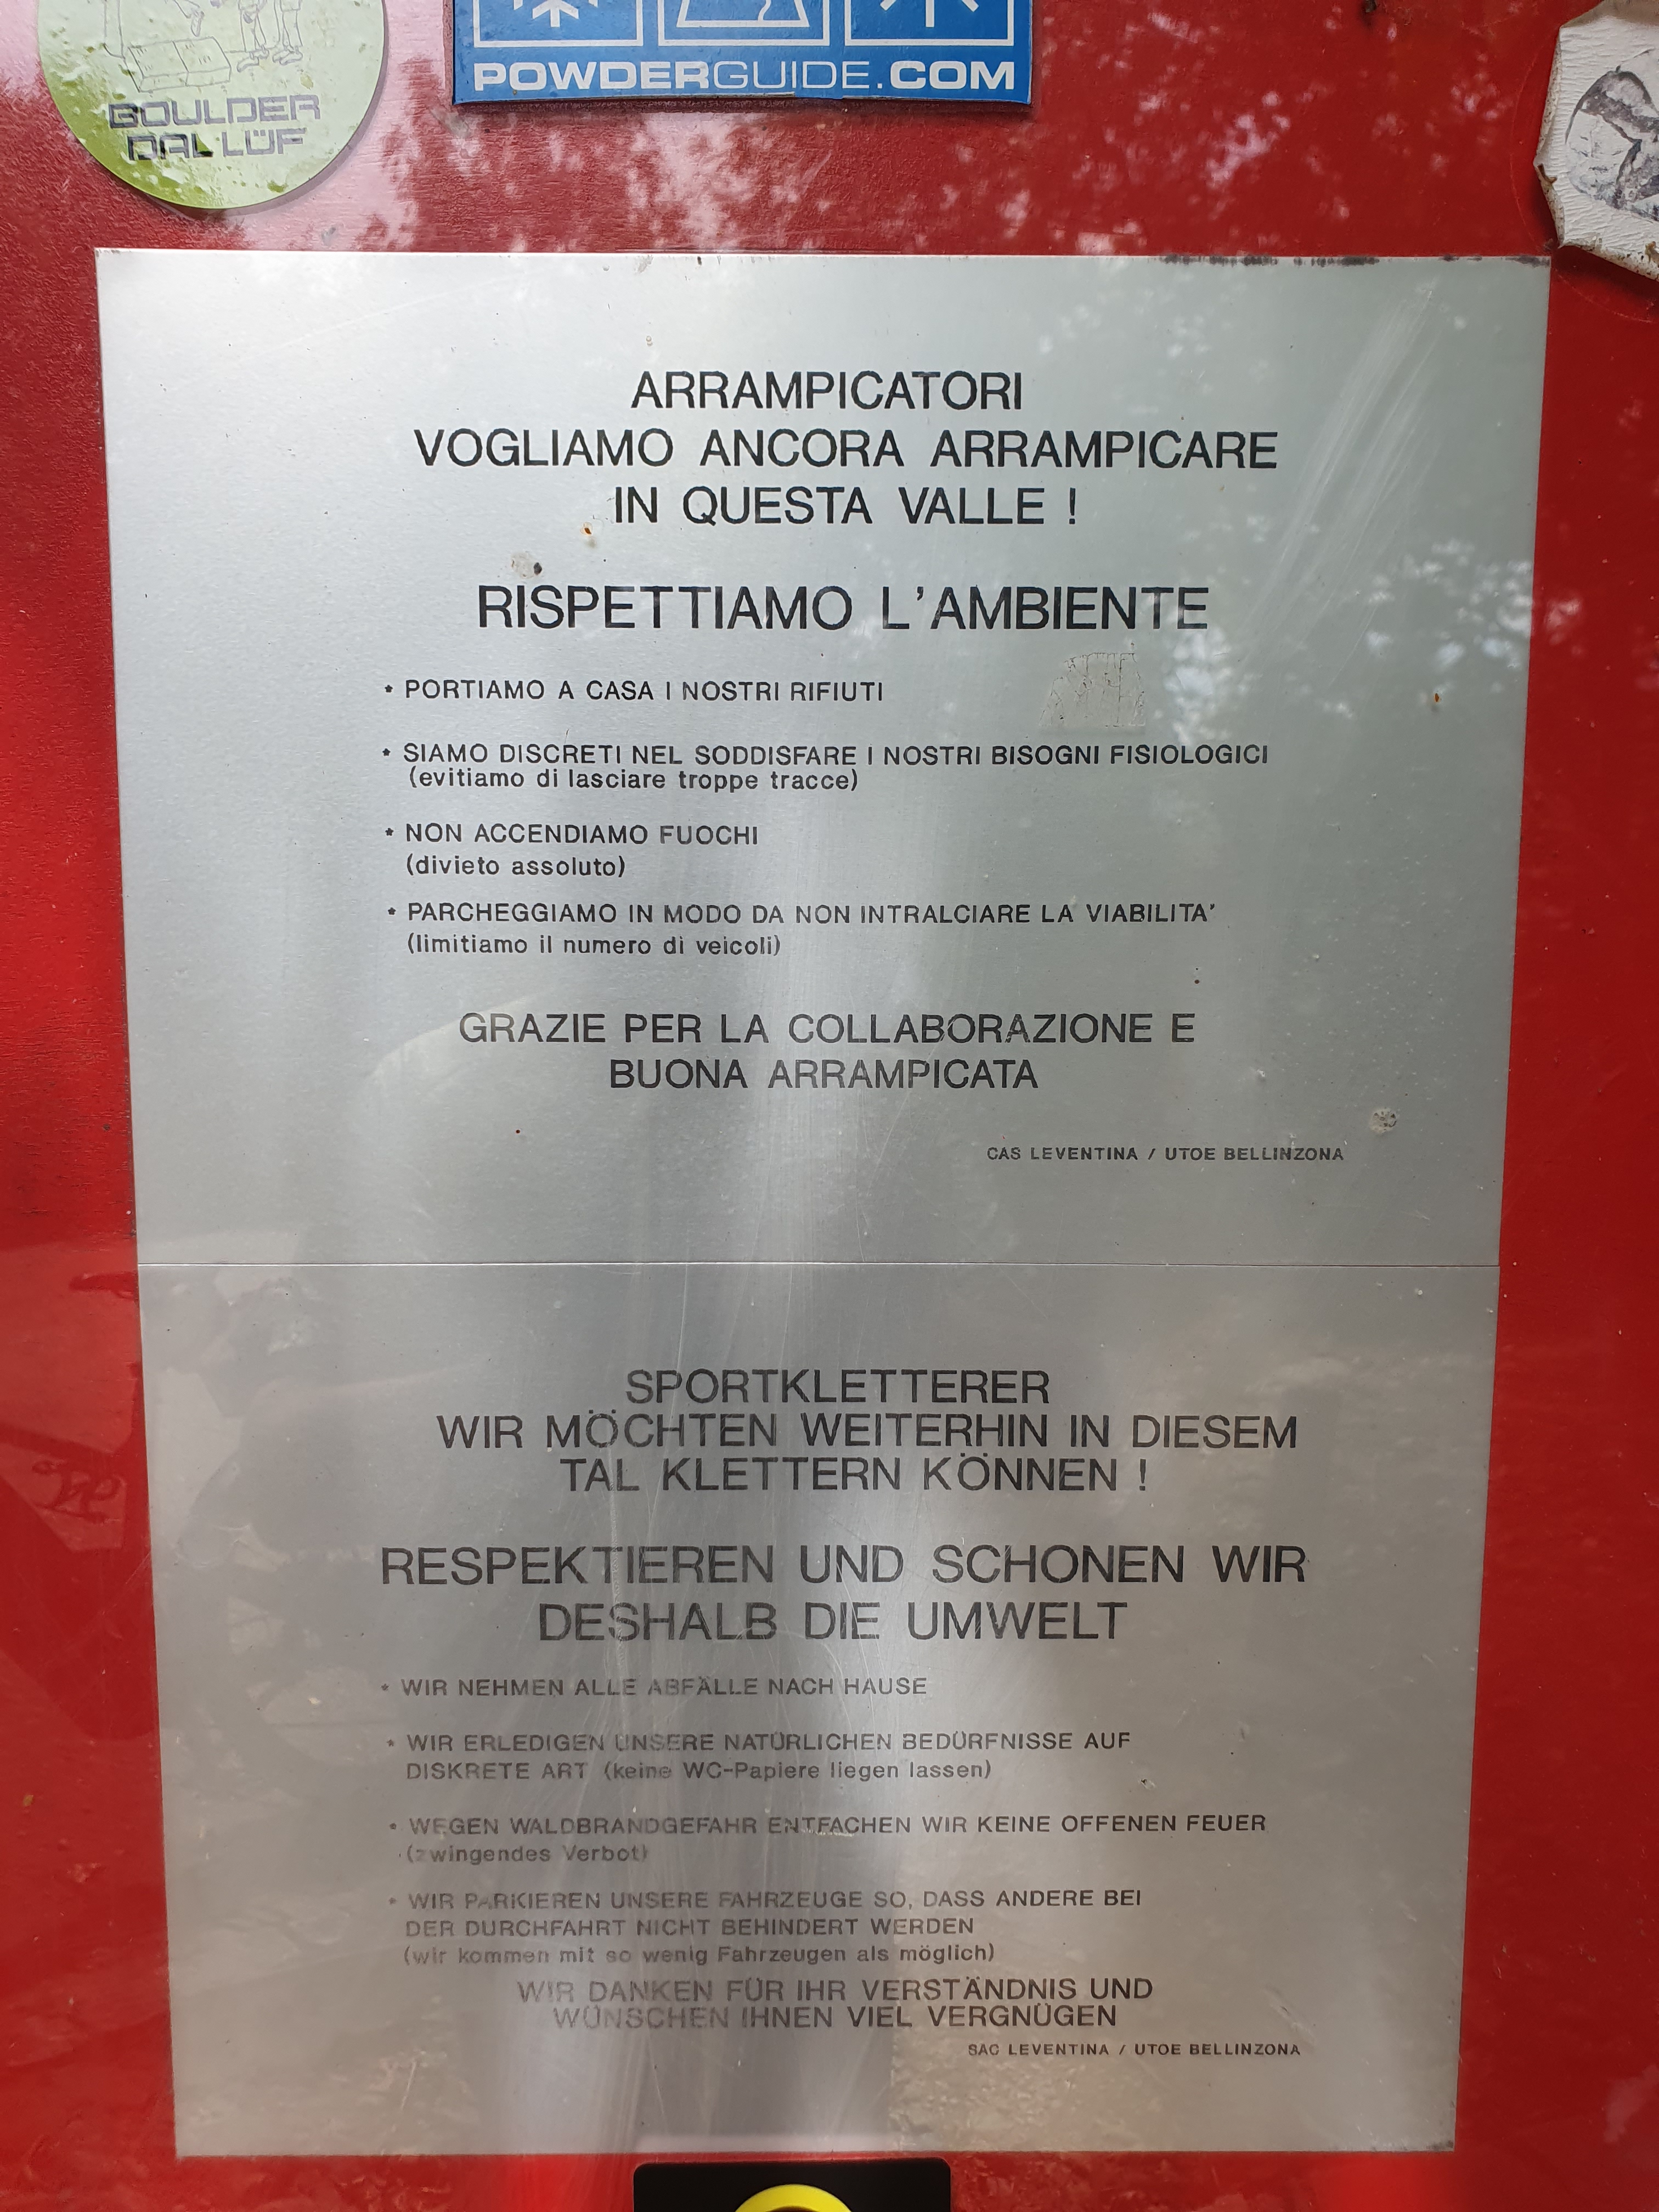 BOULDER
DAL LÜF
POWDERGUIDE.COM
ARRAMPICATORI
VOGLIAMO ANCORA ARRAMPICARE
IN QUESTA VALLE !
RISPETTIAMO L'AMBIENTE
* PORTIAMO A CASA I NOSTRI RIFIUTI
* SIAMO DISCRETI NEL SODDISFARE I NOSTRI BISOGNI FISIOLOGICI
(evitiamo di lasciare troppe tracce)
* NON ACCENDIAMO FUOCHI
(divieto assoluto)
* PARCHEGGIAMO IN MODO DA NON INTRALCIARE LA VIABILITA'
(limitiamo il numero di veicoli)
GRAZIE PER LA COLLABORAZIONE E
BUONA ARRAMPICATA
CAS LEVENTINA / UTOE BELLINZONA
SPORTKLETTERER
WIR MÖCHTEN WEITERHIN IN DIESEM
TAL KLETTERN KÖNNEN !
RESPEKTIEREN UND SCHONEN WIR
DESHALB DIE UMWELT
* WIR NEHMEN ALLE ABFÄLLE NACH HAUSE
* WIR ERLEDIGEN UNSERE NATÜRLICHEN BEDÜRFNISSE AUF
DISKRETE ART (keine WC-Papiere liegen lassen)
* WEGEN WALDBRANDGEFAHR ENTFACHEN WIR KEINE OFFENEN FEUER
(zwingendes Verbot)
* WIR PARKIEREN UNSERE FAHRZEUGE SO, DASS ANDERE BEI
DER DURCHFAHRT NICHT BEHINDERT WERDEN
(wir kommen mit so wenig Fahrzeugen als möglich)
WIR DANKEN FÜR IHR VERSTÄNDNIS UND
WÜNSCHEN IHNEN VIEL VERGNÜGEN
SAC LEVENTINA / UTOE BELLINZONA